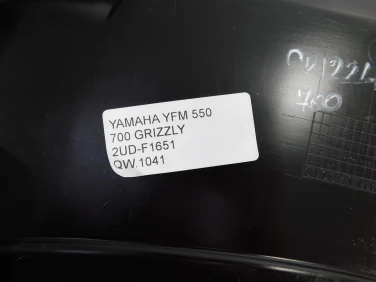 YAMAHA YFM 550
700 GRIZZLY
2UD-F1651
QW.1041